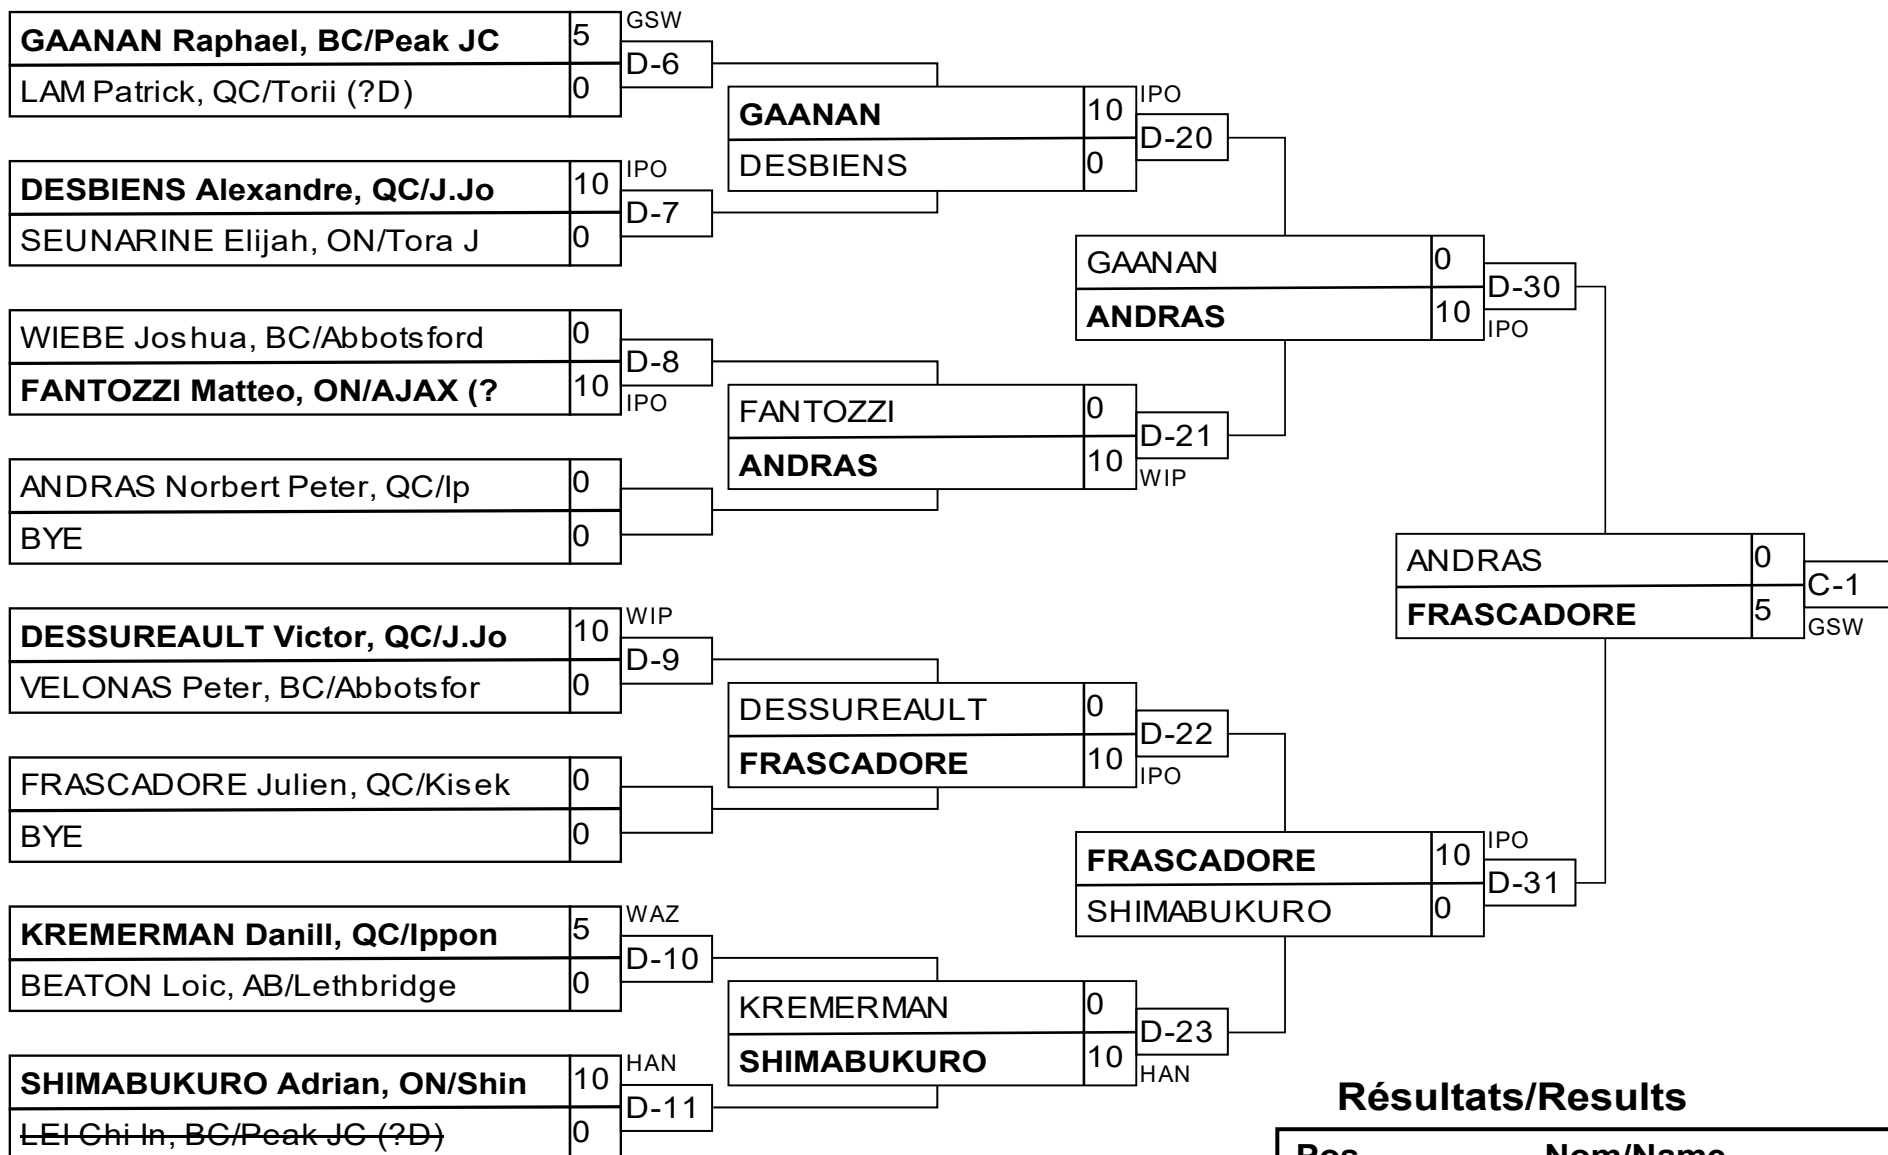 GAANAN Raphael, BC/Peak JC 5 GSW
D-6
LAM Patrick, QC/Torii (?D) 0
DESBIENS Alexandre, QC/J.Jo 10 IPO
D-7
SEUNARINE Elijah, ON/Tora J 0
WIEBE Joshua, BC/Abbotsford 0
D-8
FANTOZZI Matteo, ON/AJAX (? 10 IPO
ANDRAS Norbert Peter, QC/Ip 0
BYE 0
DESSUREAULT Victor, QC/J.Jo 10 WIP
D-9
VELONAS Peter, BC/Abbotsfor 0
FRASCADORE Julien, QC/Kisek 0
BYE 0
KREMERMAN Danill, QC/Ippon 5 WAZ
D-10
BEATON Loic, AB/Lethbridge 0
SHIMABUKURO Adrian, ON/Shin 10 HAN
D-11
LEI Chi In, BC/Peak JC (?D) 0
GAANAN 10 IPO
D-20
DESBIENS 0
FANTOZZI 0
D-21
ANDRAS 10 WIP
DESSUREAULT 0
D-22
FRASCADORE 10 IPO
KREMERMAN 0
D-23
SHIMABUKURO 10 HAN
GAANAN 0
D-30
ANDRAS 10 IPO
FRASCADORE 10 IPO
D-31
SHIMABUKURO 0
ANDRAS 0
C-1
FRASCADORE 5 GSW
Résultats/Results
Pos Nom/Name